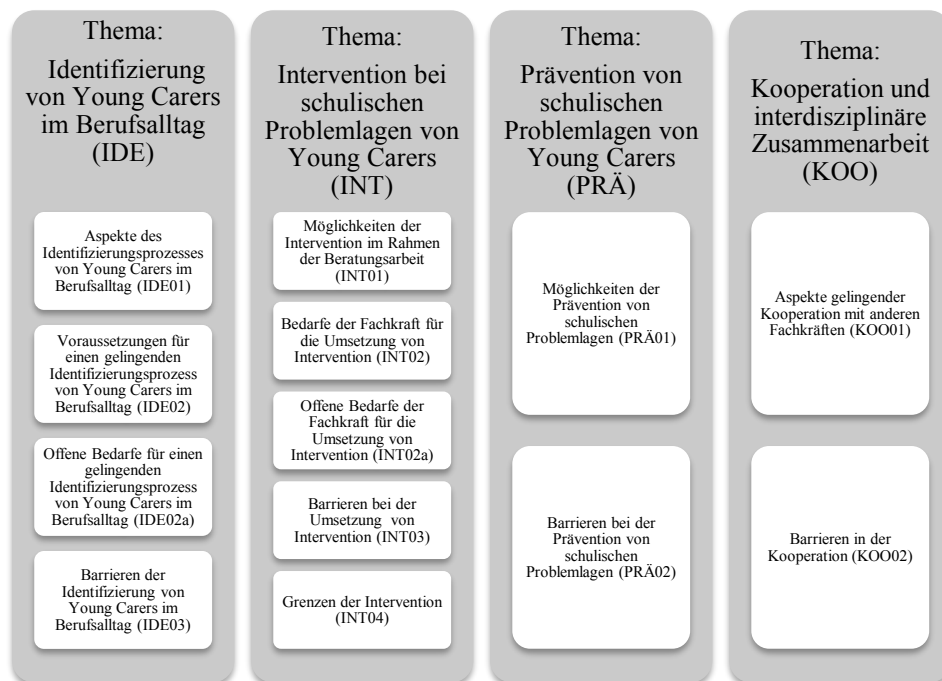 Thema:
Identifizierung
von Young Carers
im Berufsalltag
(IDE)
Aspekte des
Identifizierungsprozesses
von Young Carers im
Berufsalltag (IDE01)
Voraussetzungen für
einen gelingenden
Identifizierungsprozess
von Young Carers im
Berufsalltag (IDE02)
Offene Bedarfe für einen
gelingenden
Identifizierungsprozess
von Young Carers im
Berufsalltag (IDE02a)
Barrieren der
Identifizierung von
Young Carers im
Berufsalltag (IDE03)
Thema:
Intervention bei
schulischen
Problemlagen von
Young Carers
(INT)
Möglichkeiten der
Intervention im Rahmen
der Beratungsarbeit
(INT01)
Bedarfe der Fachkraft für
die Umsetzung von
Intervention (INT02)
Offene Bedarfe der
Fachkraft für die
Umsetzung von
Intervention (INT02a)
Barrieren bei der
Umsetzung von
Intervention (INT03)
Grenzen der Intervention
(INT04)
Thema:
Prävention von
schulischen
Problemlagen von
Young Carers
(PRÄ)
Möglichkeiten der
Prävention von
schulischen
Problemlagen (PRÄ01)
Barrieren bei der
Prävention von
schulischen
Problemlagen (PRÄ02)
Thema:
Kooperation und
interdisziplinäre
Zusammenarbeit
(KOO)
Aspekte gelingender
Kooperation mit anderen
Fachkräften (KOO01)
Barrieren in der
Kooperation (KOO02)